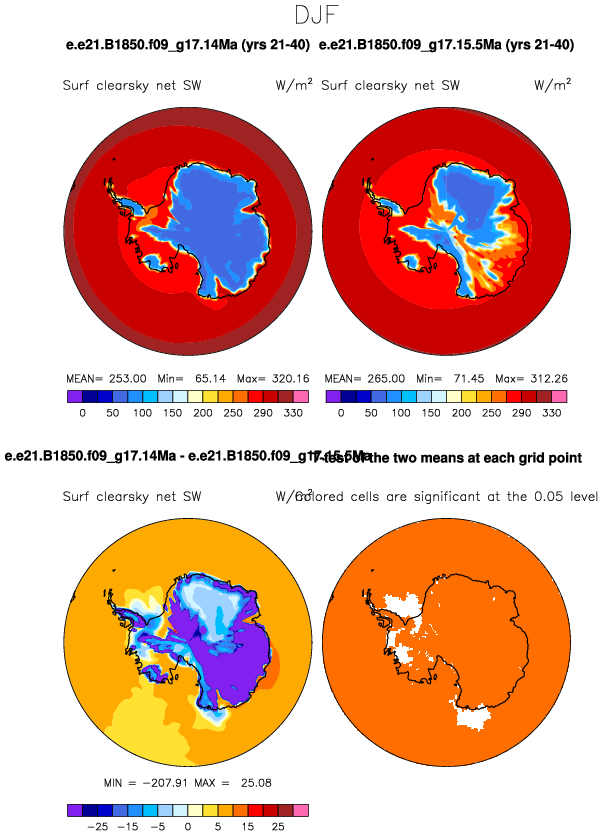 DJF
e.e21.B1850.f09_g17.14Ma (yrs 21-40) e.e21.B1850.f09_g17.15.5Ma (yrs 21-40)
Surf clearsky net SW W/m² Surf clearsky net SW W/m²
MEAN= 253.00 Min= 65.14 Max= 320.16 MEAN= 265.00 Min= 71.45 Max= 312.26
0 50 100 150 200 250 290 330 0 50 100 150 200 250 290 330
e.e21.B1850.f09_g17.14Ma - e.e21.B1850.f09_g17.15.5Ma T-test of the two means at each grid point
Surf clearsky net SW W/m² Colored cells are significant at the 0.05 level
MIN = -207.91 MAX = 25.08
-25 -15 -5 0 5 15 25